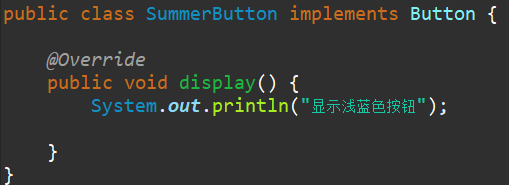 public class SummerButton implements Button {
@Override
public void display() {
System.out.println("显示浅蓝色按钮");
}
}